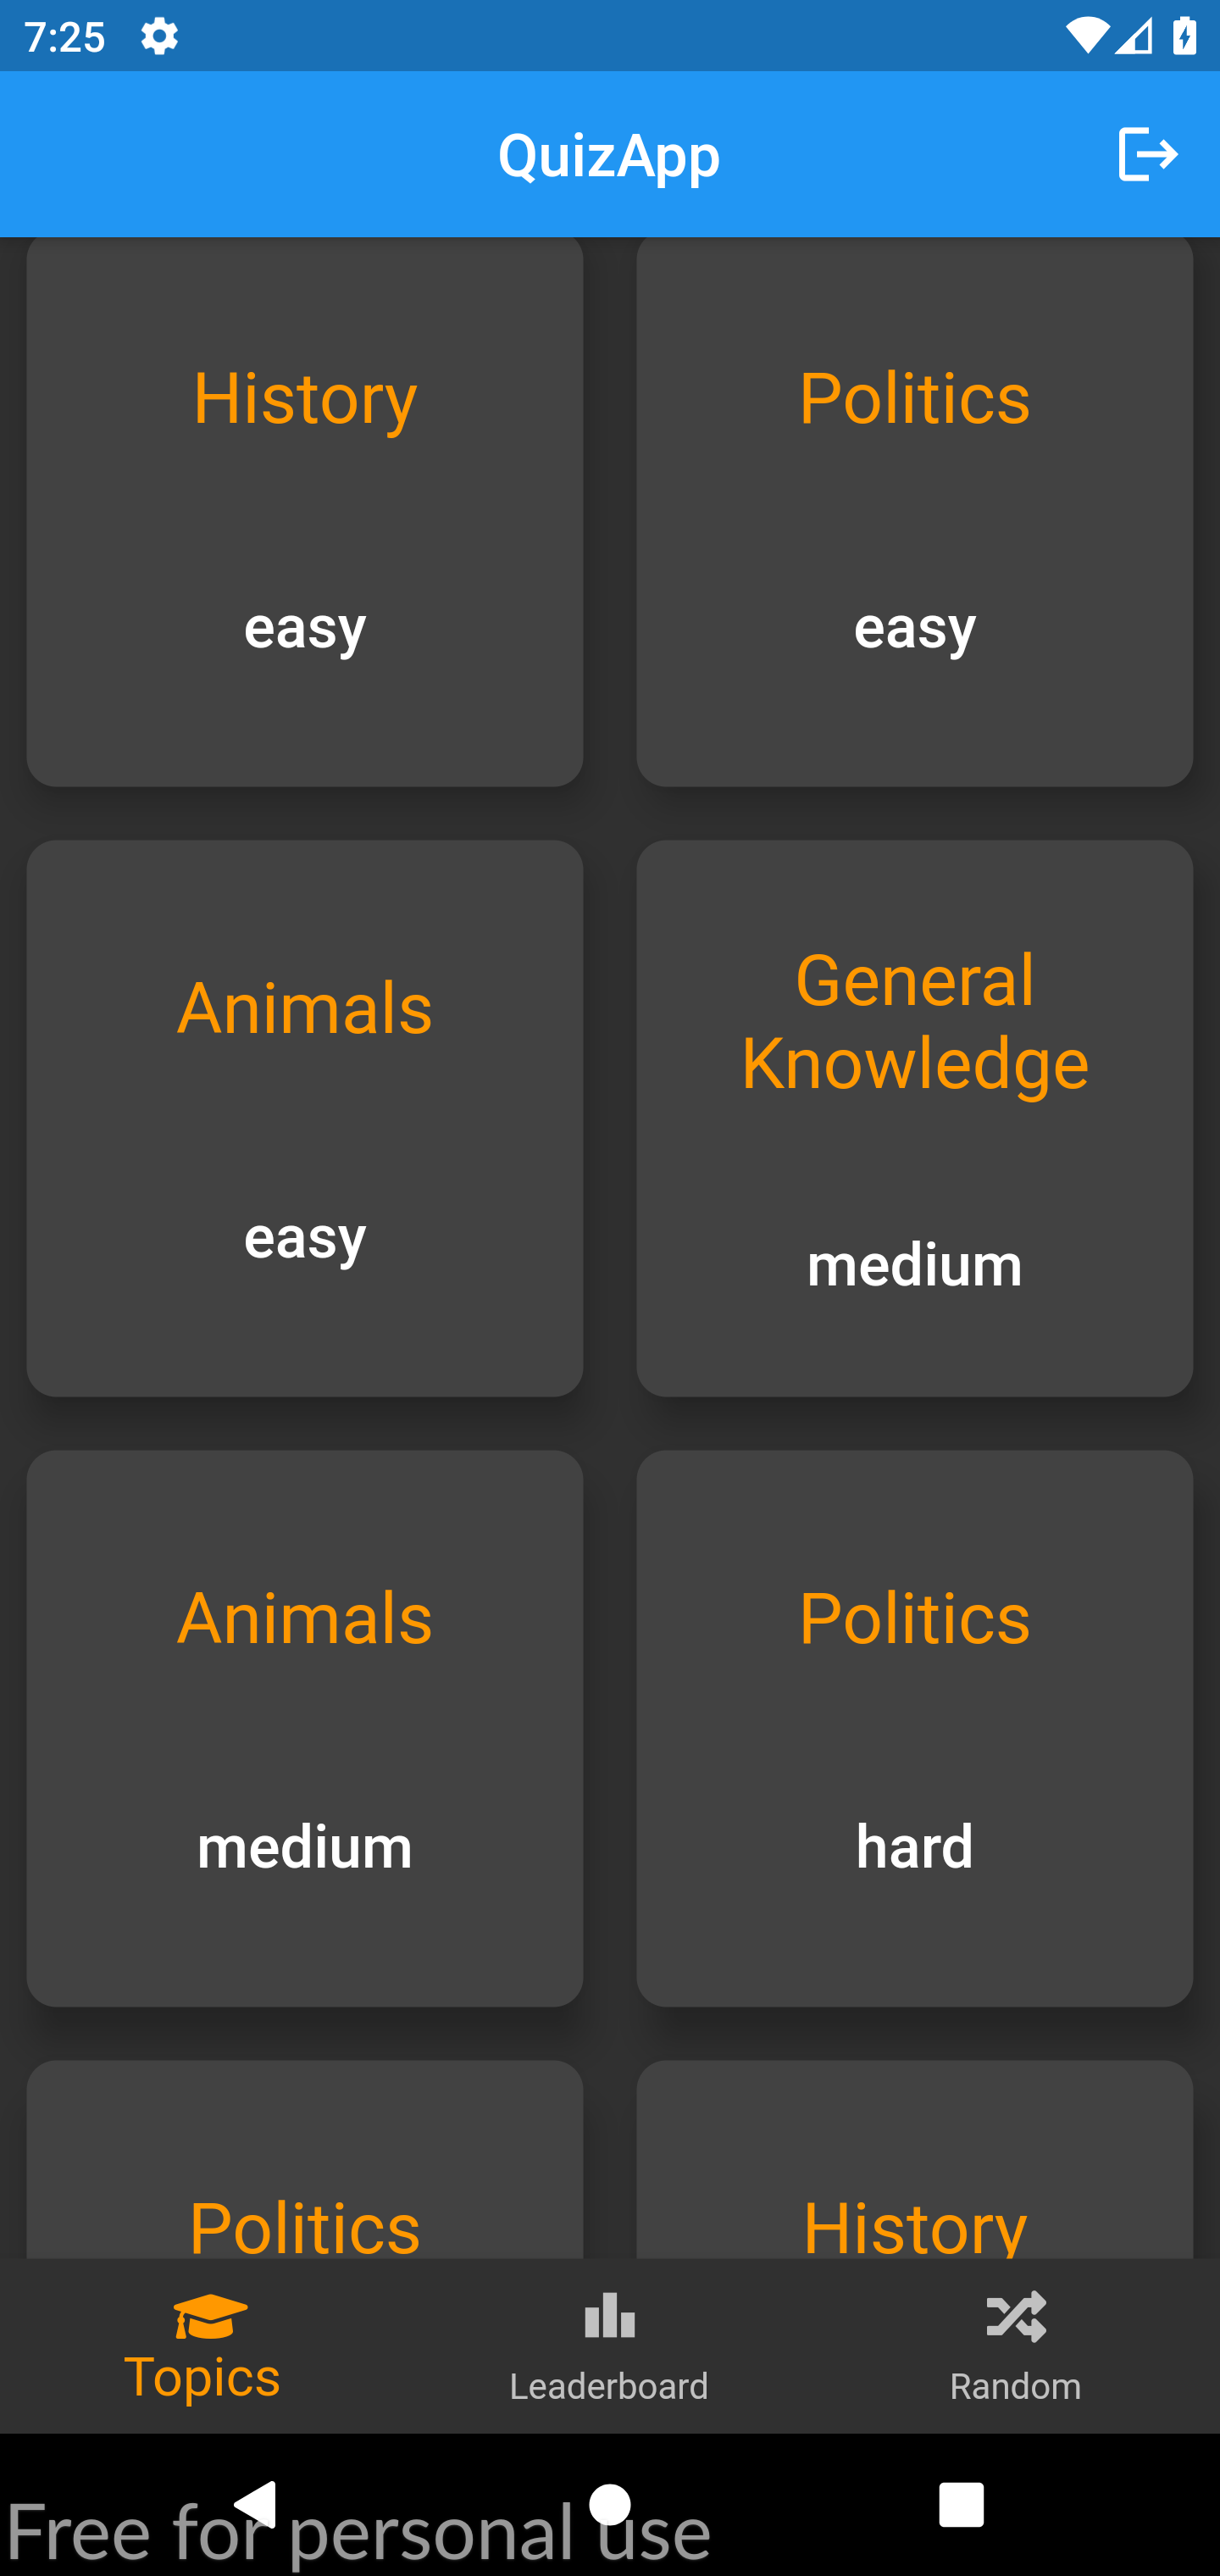 7:25
QuizApp
History
Politics
easy
easy
Animals
General
Knowledge
easy
medium
Animals
Politics
medium
hard
Politics
History
Topics
Leaderboard
Random
Free for personal use